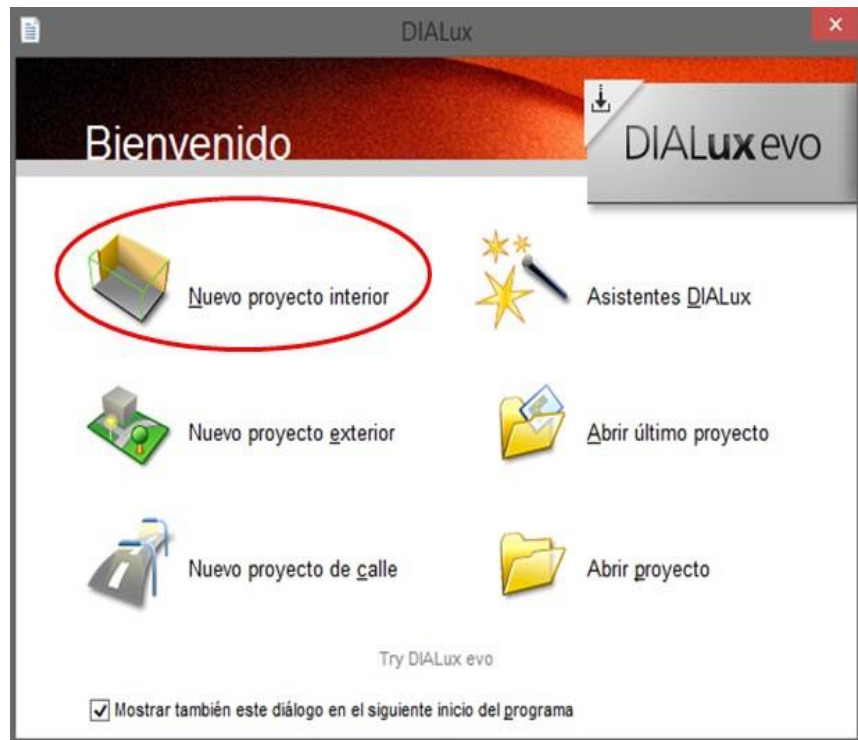 DIALux
Bienvenido
DIALux evo
Nuevo proyecto interior
Asistentes DIALux
Nuevo proyecto exterior
Abrir último proyecto
Nuevo proyecto de calle
Abrir proyecto
Try DIALux evo
Mostrar también este diálogo en el siguiente inicio del programa